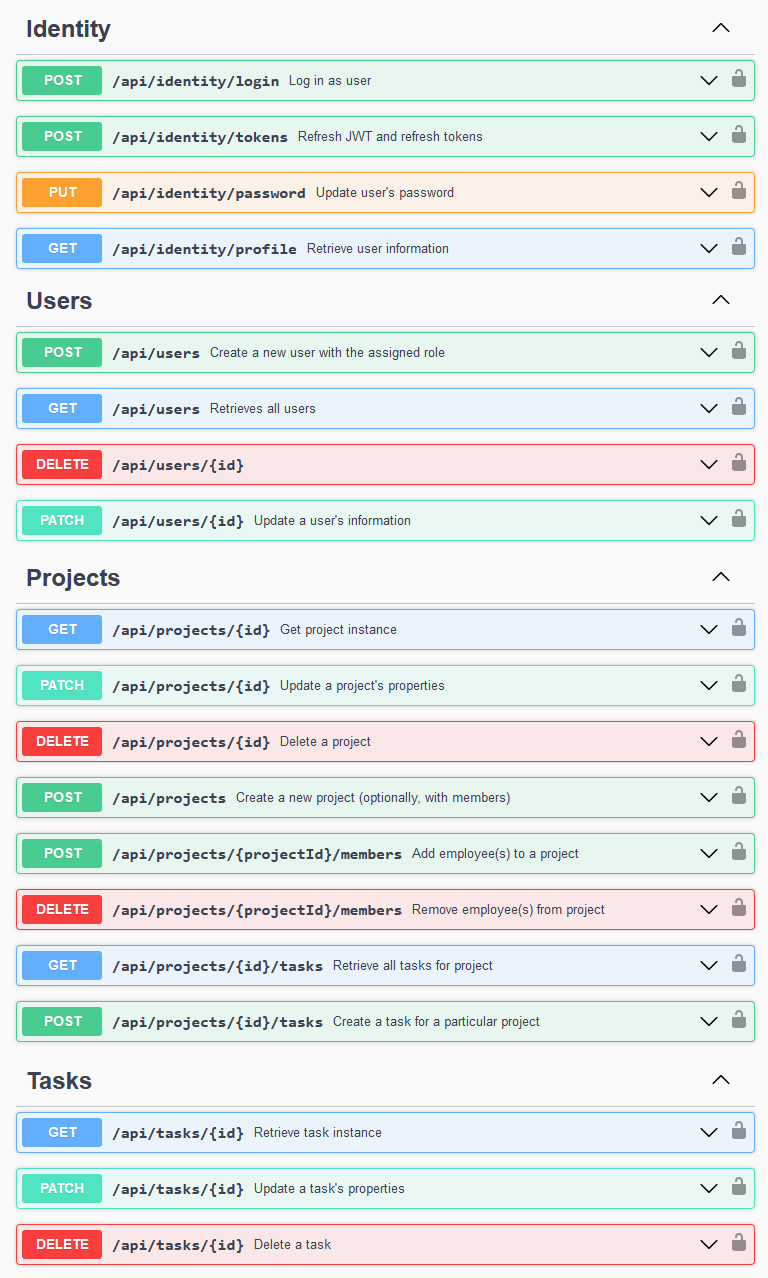 Identity
POST /api/identity/login Log in as user
POST /api/identity/tokens Refresh JWT and refresh tokens
PUT /api/identity/password Update user's password
GET /api/identity/profile Retrieve user information
Users
POST /api/users Create a new user with the assigned role
GET /api/users Retrieves all users
DELETE /api/users/{id}
PATCH /api/users/{id} Update a user's information
Projects
GET /api/projects/{id} Get project instance
PATCH /api/projects/{id} Update a project's properties
DELETE /api/projects/{id} Delete a project
POST /api/projects Create a new project (optionally, with members)
POST /api/projects/{projectId}/members Add employee(s) to a project
DELETE /api/projects/{projectId}/members Remove employee(s) from project
GET /api/projects/{id}/tasks Retrieve all tasks for project
POST /api/projects/{id}/tasks Create a task for a particular project
Tasks
GET /api/tasks/{id} Retrieve task instance
PATCH /api/tasks/{id} Update a task's properties
DELETE /api/tasks/{id} Delete a task